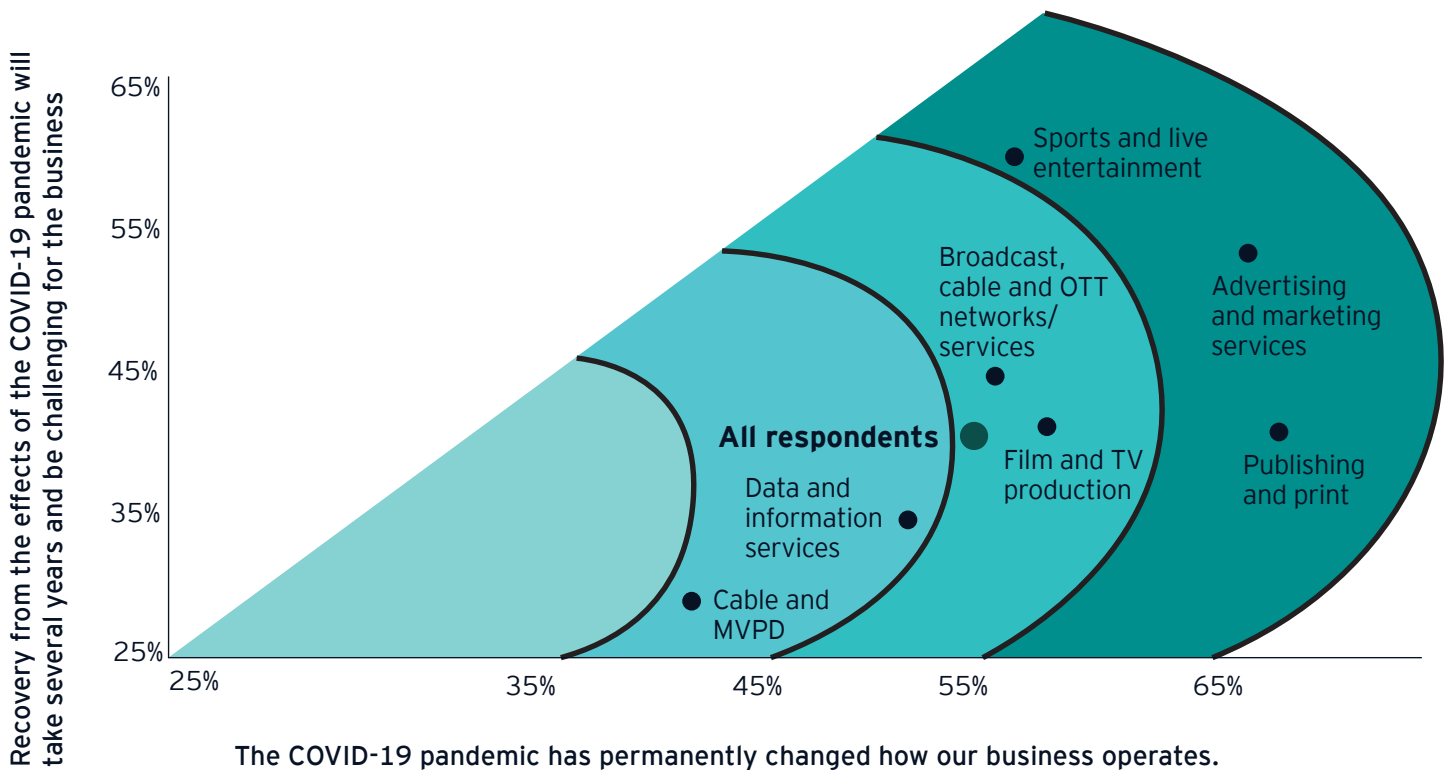 Recovery from the effects of the COVID-19 pandemic will
take several years and be challenging for the business
65%
55%
45%
35%
25%
Sports and live
entertainment
Broadcast,
cable and OTT
networks/
services
Advertising
and marketing
services
All respondents
Film and TV
production
Publishing
and print
Data and
information
services
Cable and
MVPD
25%
35%
45%
55%
65%
The COVID-19 pandemic has permanently changed how our business operates.